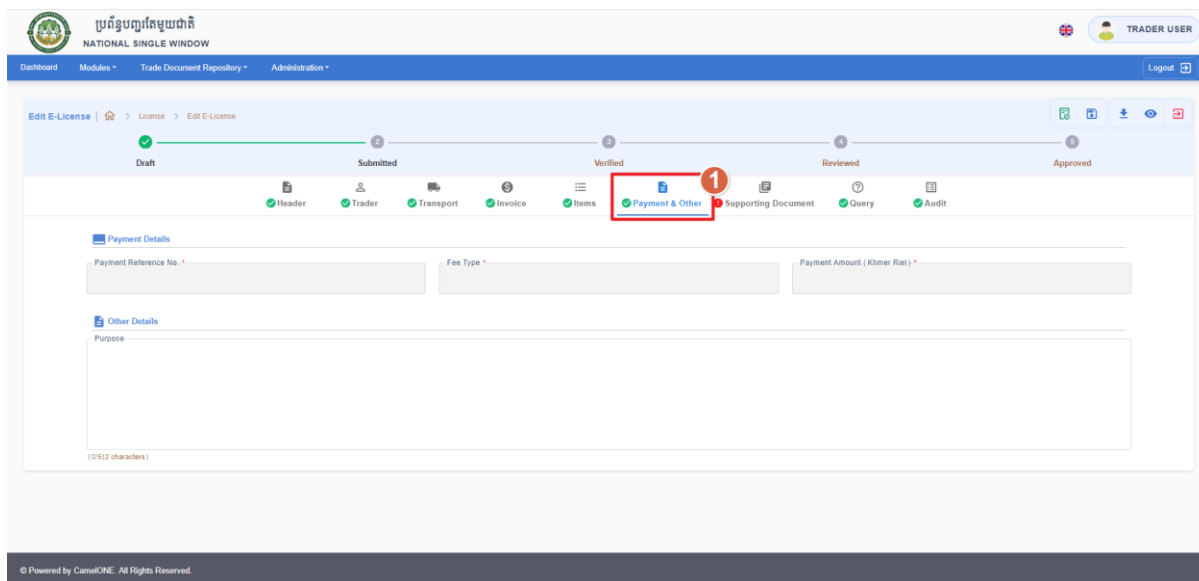 ប្រព័ន្ធបញ្ជរតែមួយជាតិ
NATIONAL SINGLE WINDOW
TRADER USER
Dashboard Modules Trade Document Repository Administration Logout
Edit E-License | > License > Edit E-License
2 3 4 5
Draft Submitted Verified Reviewed Approved
1
Header Trader Transport Invoice Items Payment & Other Supporting Document Query Audit
Payment Details
Payment Reference No. * Fee Type * Payment Amount ( Khmer Riel ) *
Other Details
Purpose
( 0/512 characters )
© Powered by CamelONE. All Rights Reserved.